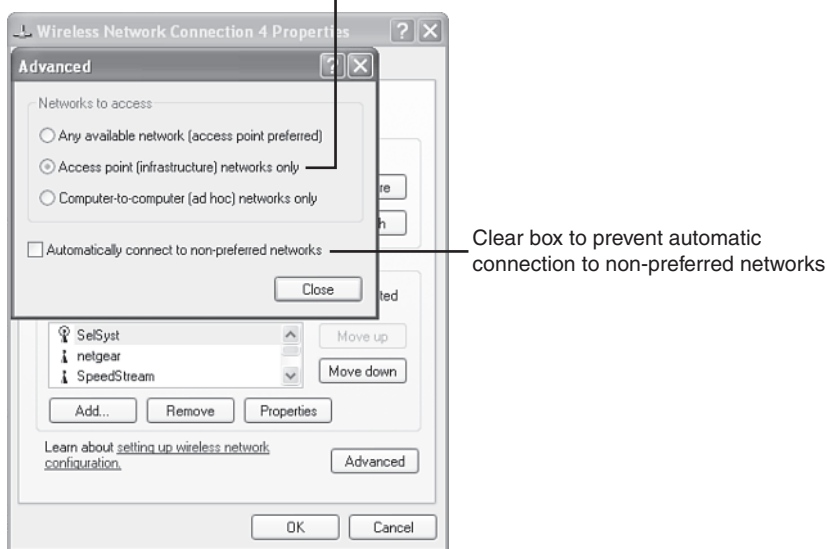 Wireless Network Connection 4 Properties
Advanced
Networks to access
Any available network (access point preferred)
Access point (infrastructure) networks only
Computer-to-computer (ad hoc) networks only
re
h
Automatically connect to non-preferred networks
Clear box to prevent automatic
connection to non-preferred networks
Close
ted
SelSyst
netgear
SpeedStream
Move up
Move down
Add...
Remove
Properties
Learn about setting up wireless network
configuration.
Advanced
OK
Cancel